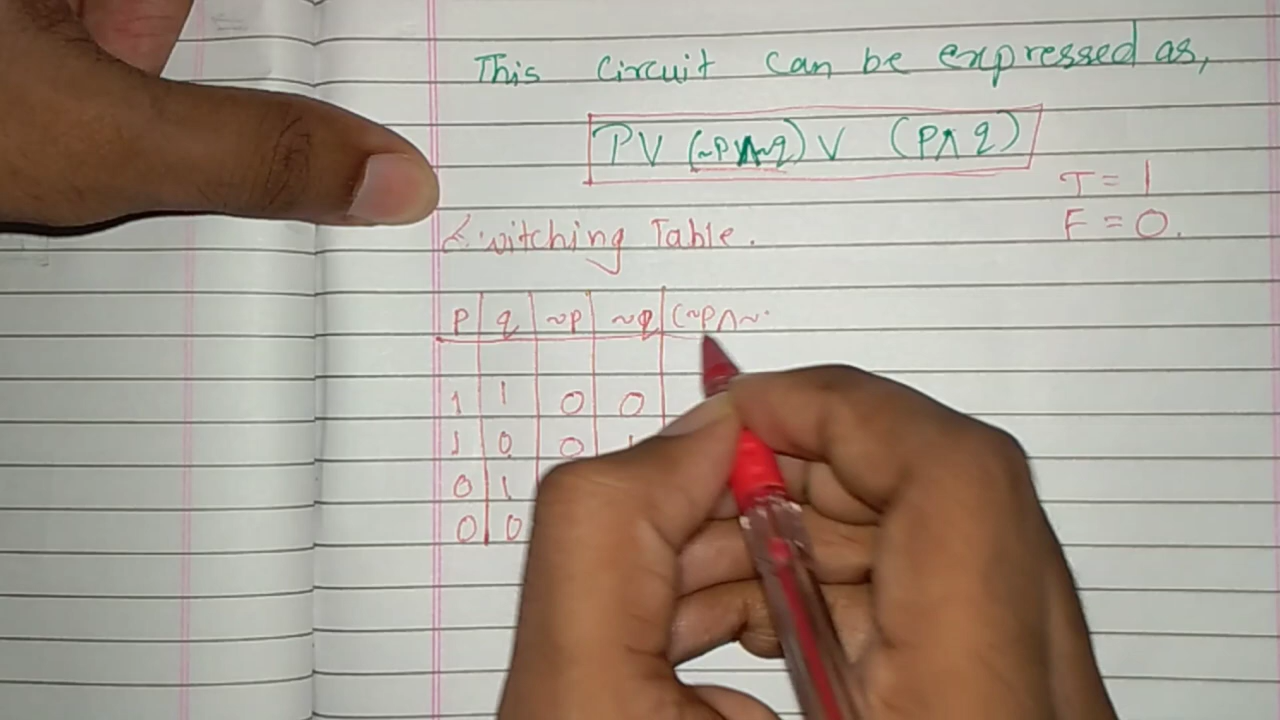 This Circuit can be expressed as,
PV (~P∧~q) V (P∧ q)
T = 1
F = 0.
Switching Table.
P q ~P ~q (~P∧~
1 1 0 0
1 0 0 1
0 1
0 0